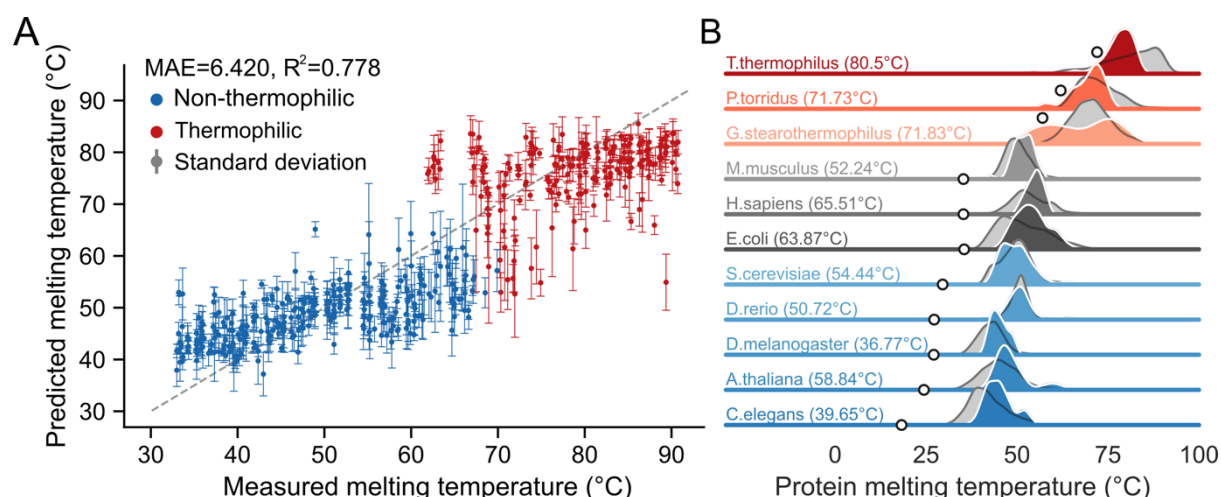 A
Predicted melting temperature
(°C)
MAE=6.420, R²=0.778
Non-thermophilic
Thermophilic
Standard deviation
90
80
70
60
50
40
30
30 40 50 60 70 80 90
Measured melting temperature (°C)
B
T.thermophilus (80.5°C)
P.torridus (71.73°C)
G.stearothermophilus (71.83°C)
M.musculus (52.24°C)
H.sapiens (65.51°C)
E.coli (63.87°C)
S.cerevisiae (54.44°C)
D.rerio (50.72°C)
D.melanogaster (36.77°C)
A.thaliana (58.84°C)
C.elegans (39.65°C)
0 25 50 75 100
Protein melting temperature (°C)